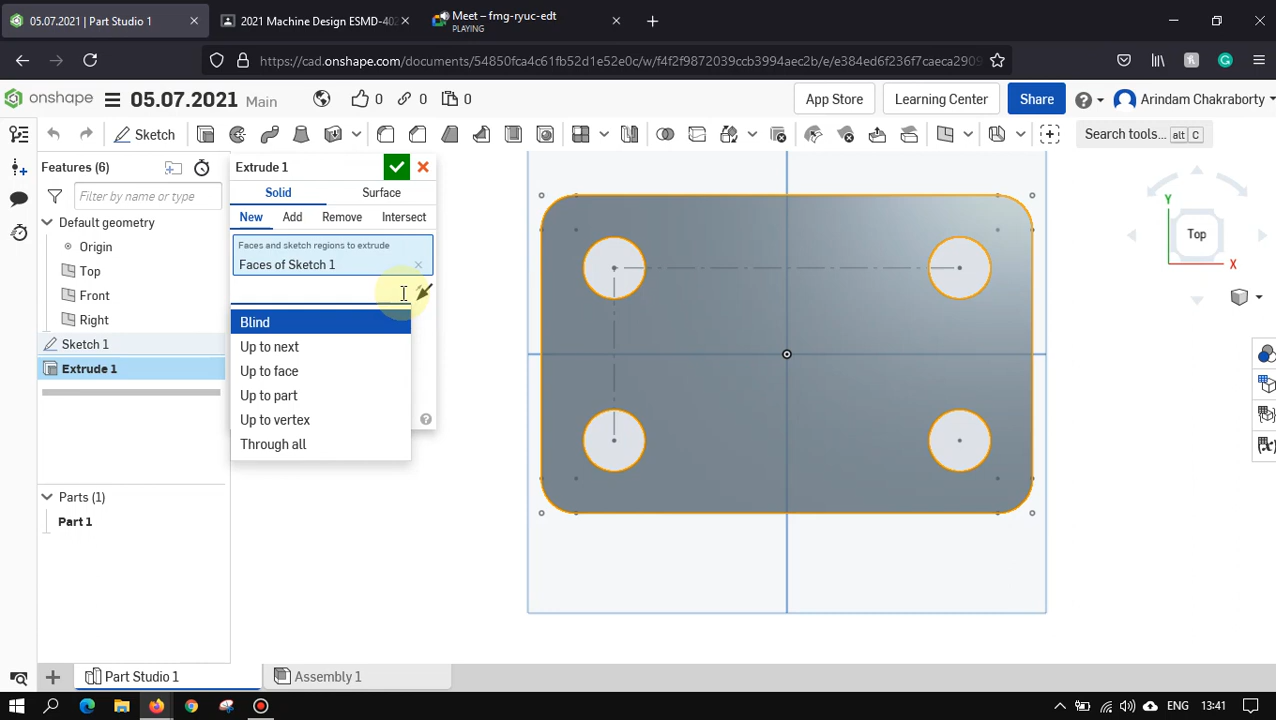 05.07.2021 | Part Studio 1
2021 Machine Design ESMD-402
Meet – fmg-ryuc-edt
PLAYING
https://cad.onshape.com/documents/54850fca4c61fb52d1e52e0c/w/f4f2f9872039ccb3994aec2b/e/e384ed6f236f7caeca2909
onshape
05.07.2021
Main
0
0
0
App Store
Learning Center
Share
Arindam Chakraborty
Sketch
Search tools...
alt
C
Features (6)
Filter by name or type
Default geometry
Origin
Top
Front
Right
Sketch 1
Extrude 1
Parts (1)
Part 1
Extrude 1
Solid
Surface
New
Add
Remove
Intersect
Faces and sketch regions to extrude
Faces of Sketch 1
Blind
Up to next
Up to face
Up to part
Up to vertex
Through all
Y
Top
X
Part Studio 1
Assembly 1
ENG
13:41